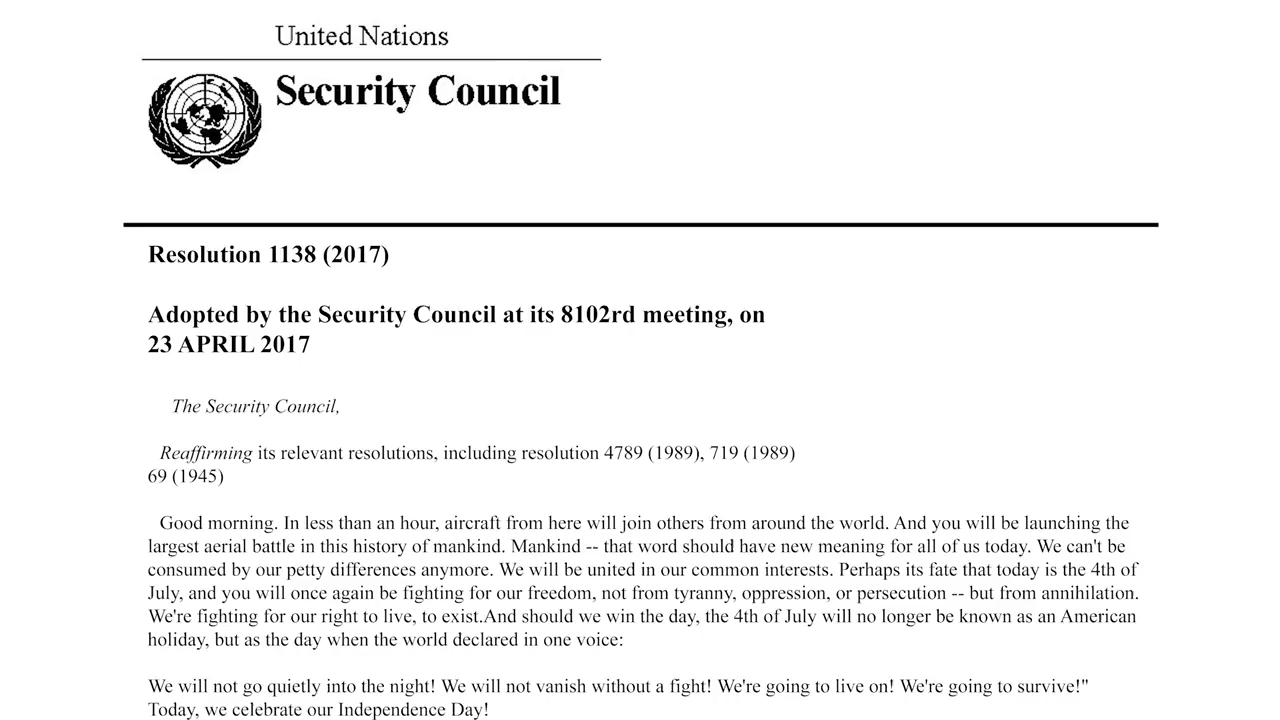 United Nations
Security Council
Resolution 1138 (2017)
Adopted by the Security Council at its 8102rd meeting, on
23 APRIL 2017
The Security Council,
Reaffirming its relevant resolutions, including resolution 4789 (1989), 719 (1989)
69 (1945)
Good morning. In less than an hour, aircraft from here will join others from around the world. And you will be launching the
largest aerial battle in this history of mankind. Mankind -- that word should have new meaning for all of us today. We can't be
consumed by our petty differences anymore. We will be united in our common interests. Perhaps its fate that today is the 4th of
July, and you will once again be fighting for our freedom, not from tyranny, oppression, or persecution -- but from annihilation.
We're fighting for our right to live, to exist.And should we win the day, the 4th of July will no longer be known as an American
holiday, but as the day when the world declared in one voice:
We will not go quietly into the night! We will not vanish without a fight! We're going to live on! We're going to survive!"
Today, we celebrate our Independence Day!